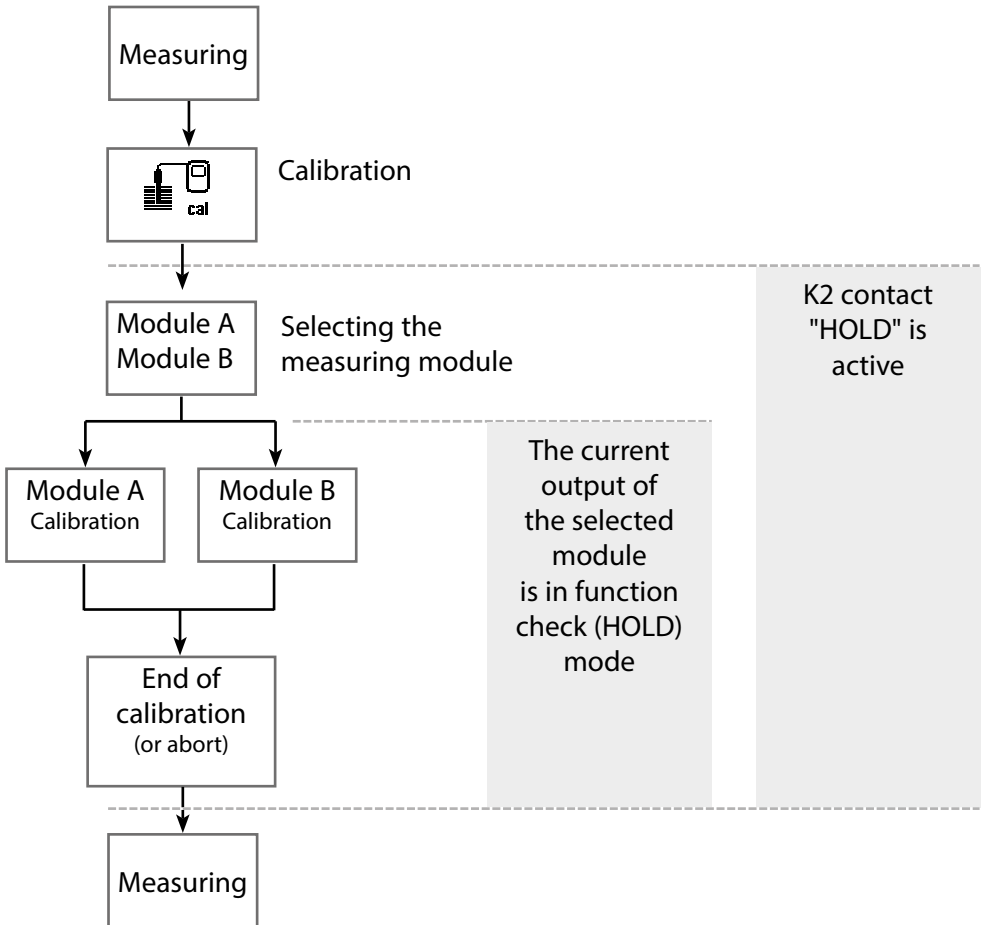 Measuring
cal
Calibration
Module A
Module B
Selecting the
measuring module
K2 contact
"HOLD" is
active
Module A
Calibration
Module B
Calibration
The current
output of
the selected
module
is in function
check (HOLD)
mode
End of
calibration
(or abort)
Measuring